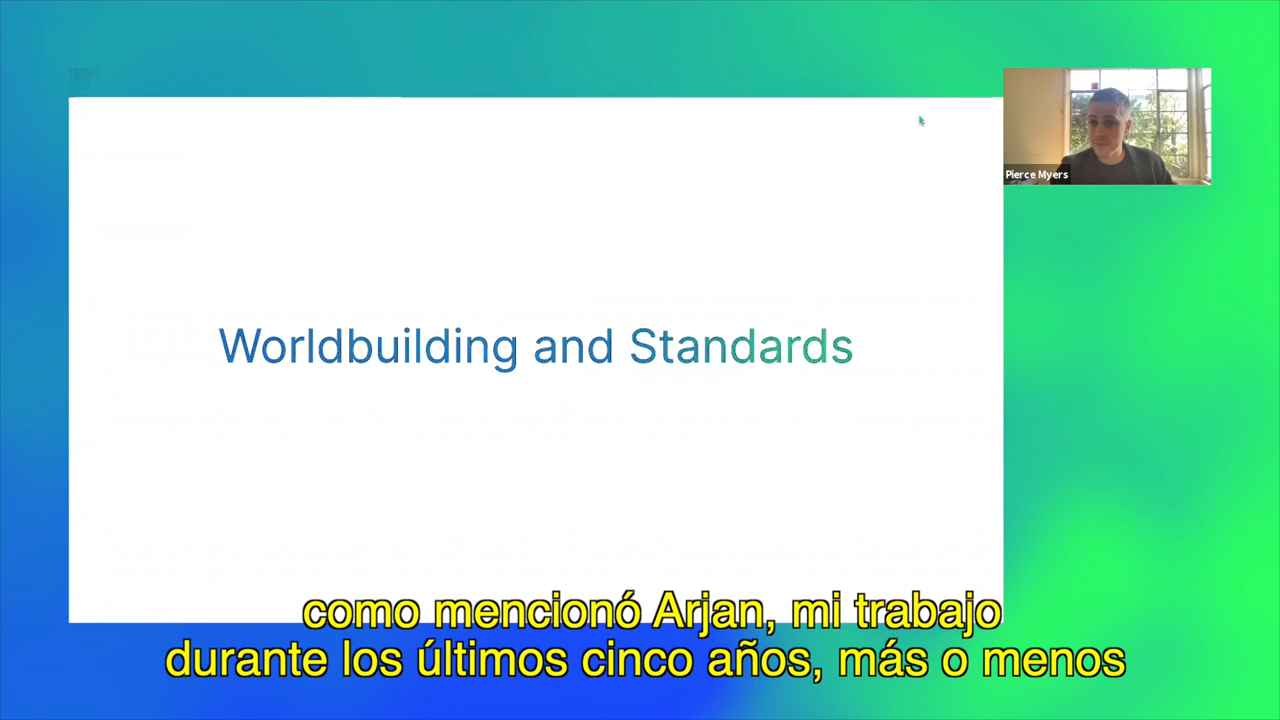 Pierce Myers
Worldbuilding and Standards
como mencionó Arjan, mi trabajo
durante los últimos cinco años, más o menos